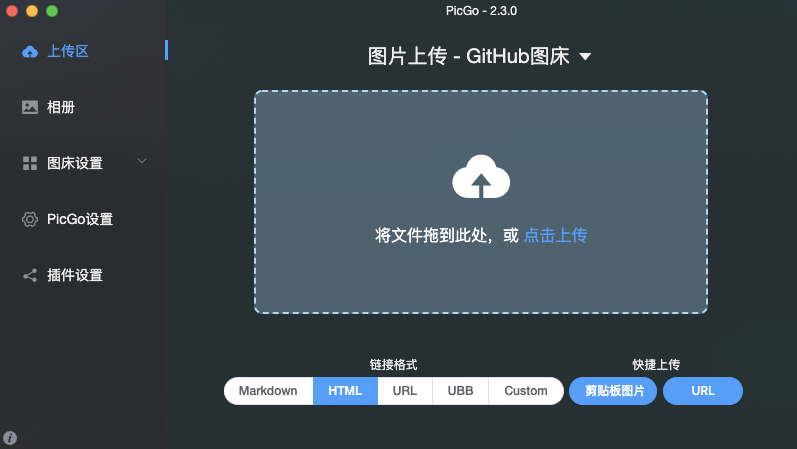 PicGo - 2.3.0
上传区
相册
图床设置
PicGo设置
插件设置
图片上传 - GitHub图床
将文件拖到此处，或 点击上传
链接格式
Markdown HTML URL UBB Custom
快捷上传
剪贴板图片 URL
i